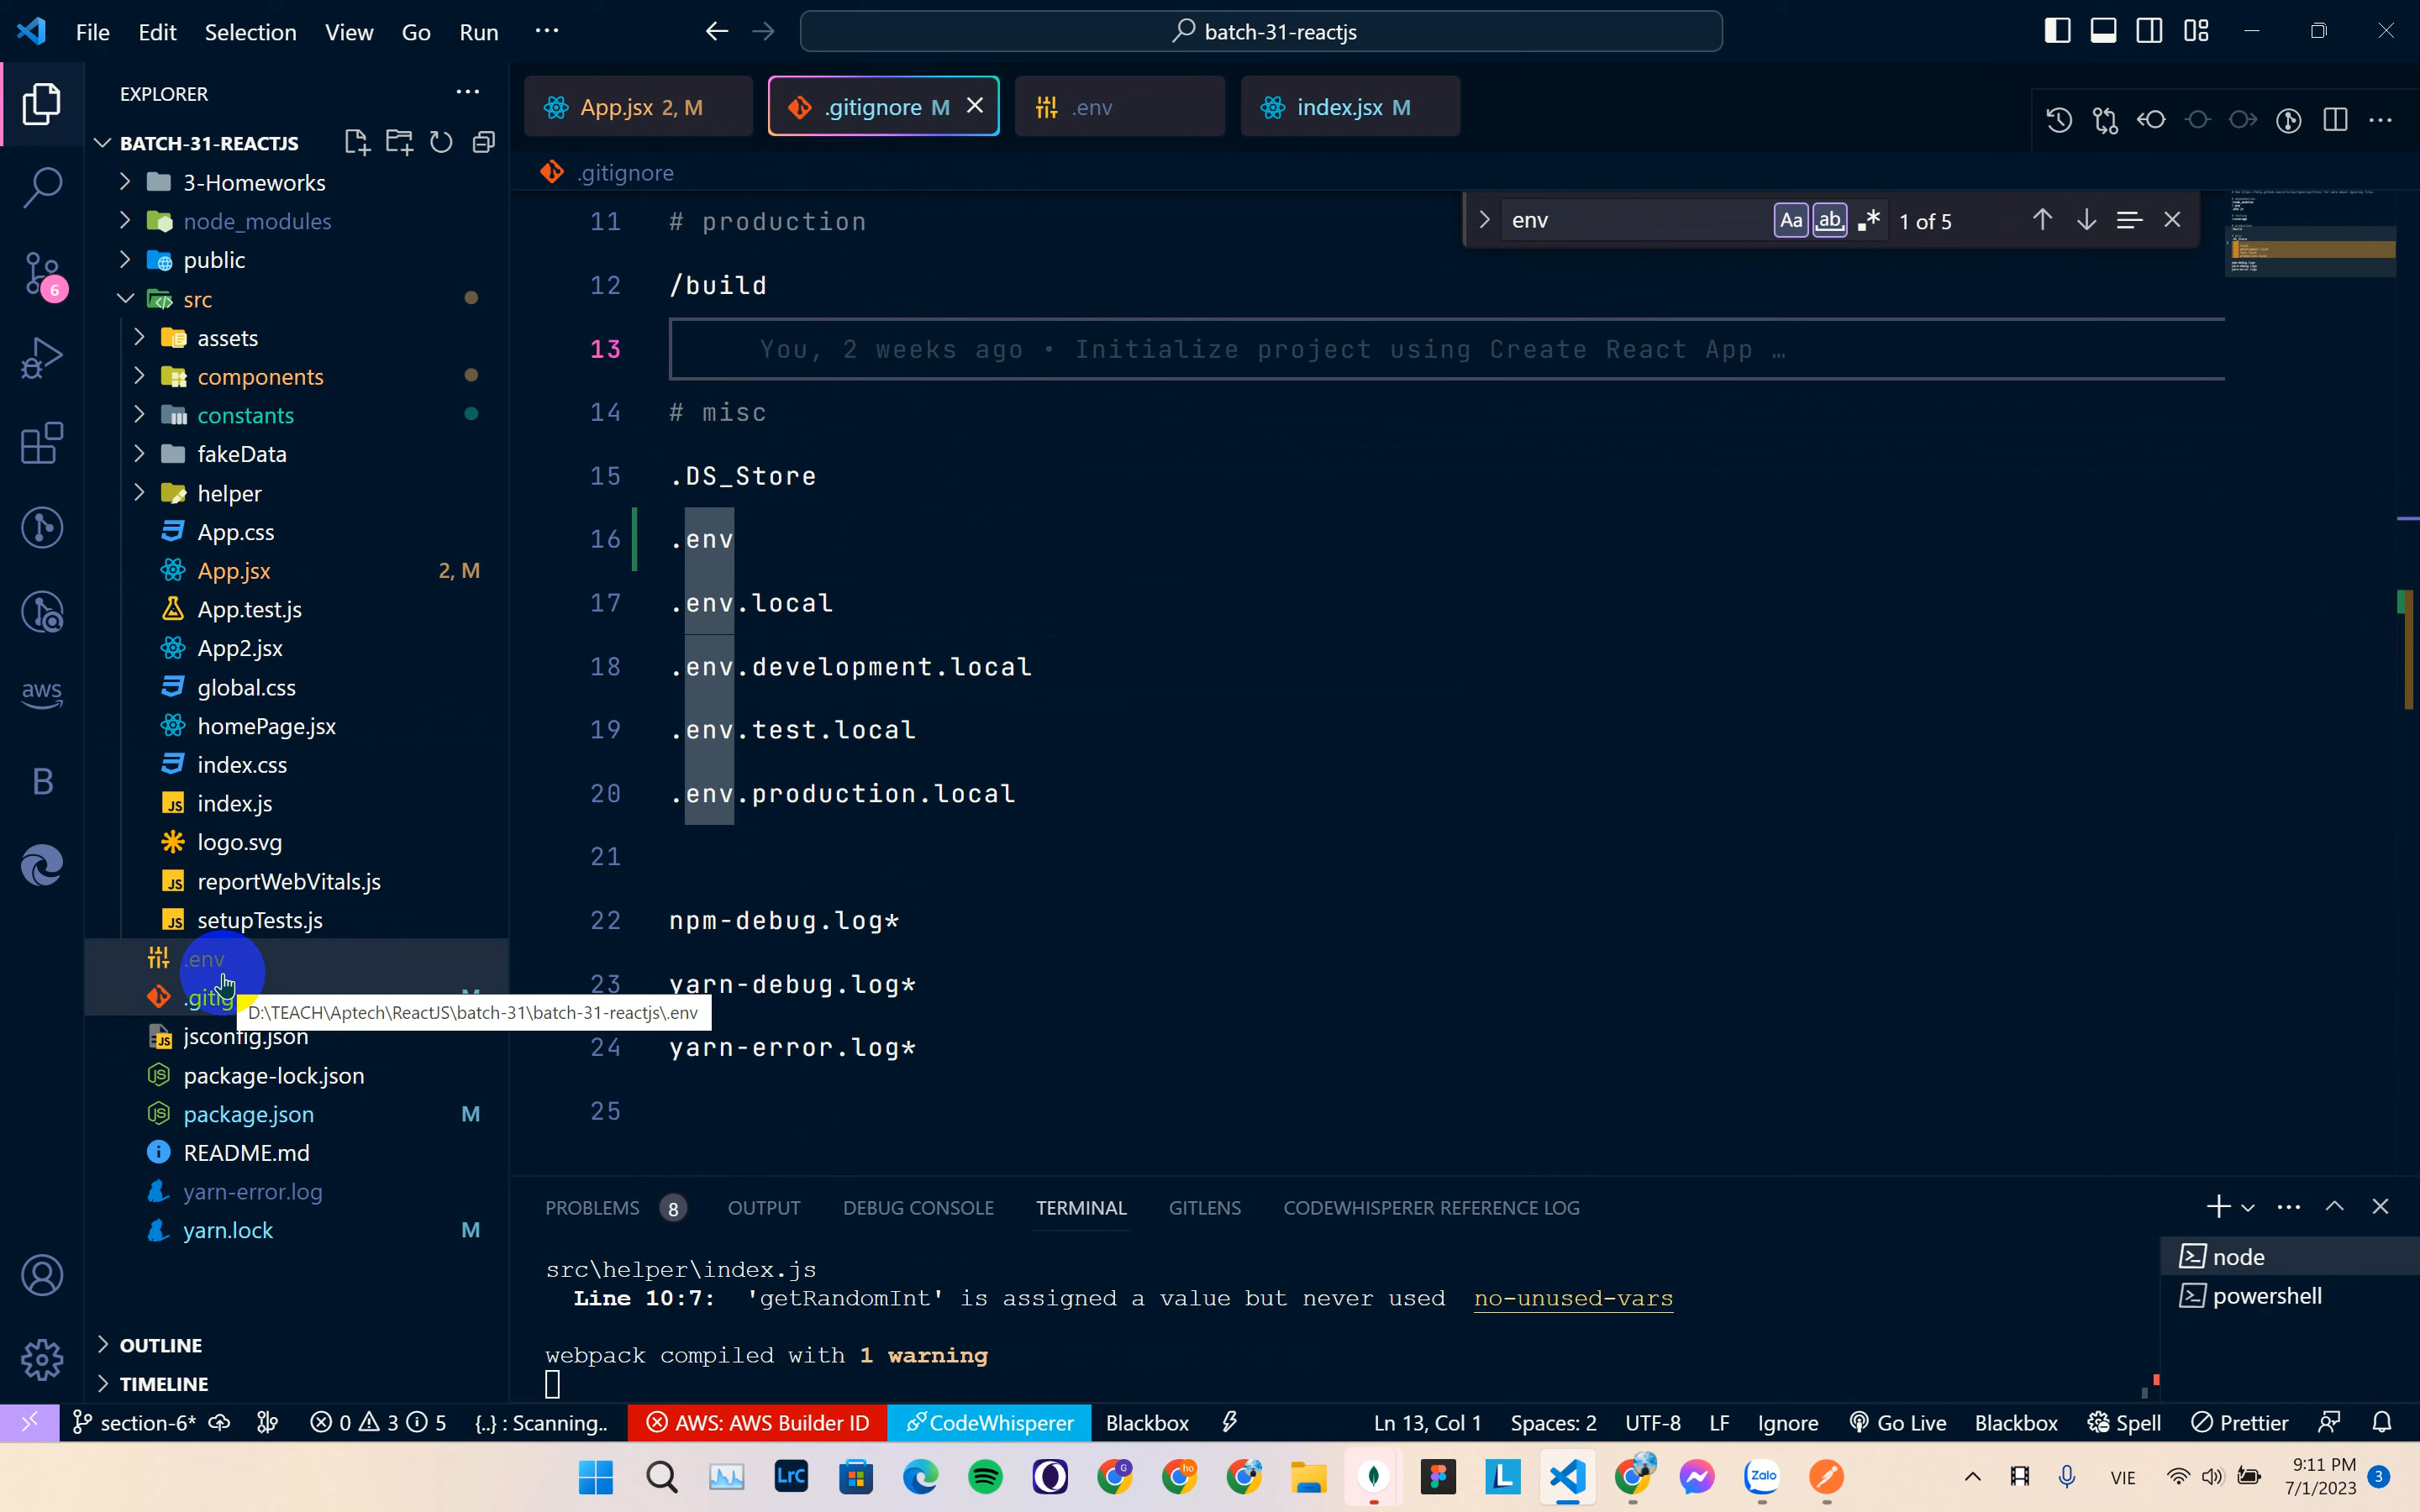 File Edit Selection View Go Run ···
batch-31-reactjs
EXPLORER
BATCH-31-REACTJS
3-Homeworks
node_modules
public
src
assets
components
constants
fakeData
helper
App.css
App.jsx 2, M
App.test.js
App2.jsx
global.css
homePage.jsx
index.css
index.js
logo.svg
reportWebVitals.js
setupTests.js
.env
.gitig
D:\TEACH\Aptech\ReactJS\batch-31\batch-31-reactjs\.env
jsconfig.json
package-lock.json
package.json M
README.md
yarn-error.log
yarn.lock M
OUTLINE
TIMELINE
6
aws
B
App.jsx 2, M
.gitignore M
.env
index.jsx M
.gitignore
env
Aa
ab
1 of 5
11 # production
12 /build
13 You, 2 weeks ago • Initialize project using Create React App …
14 # misc
15 .DS_Store
16 .env
17 .env.local
18 .env.development.local
19 .env.test.local
20 .env.production.local
21
22 npm-debug.log*
23 yarn-debug.log*
24 yarn-error.log*
25
PROBLEMS 8 OUTPUT DEBUG CONSOLE TERMINAL GITLENS CODEWHISPERER REFERENCE LOG
src\helper\index.js
Line 10:7: 'getRandomInt' is assigned a value but never used no-unused-vars
webpack compiled with 1 warning
node
powershell
section-6* 0 3 5 {..} : Scanning.. AWS: AWS Builder ID CodeWhisperer Blackbox Ln 13, Col 1 Spaces: 2 UTF-8 LF Ignore Go Live Blackbox Spell Prettier
LrC
G
ho
L
Zalo
VIE
9:11 PM
7/1/2023
3